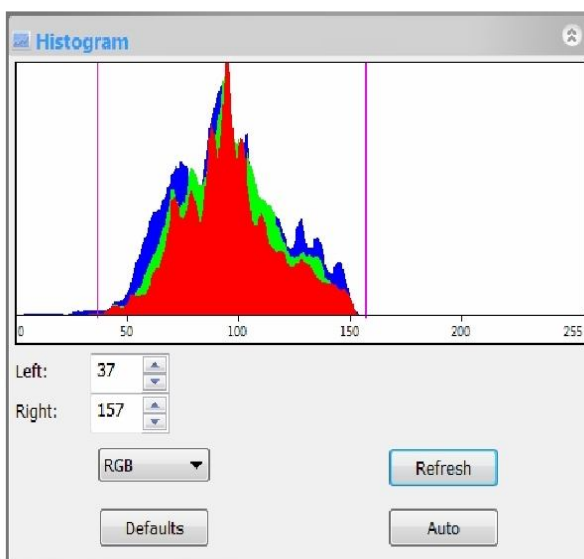 Histogram
0 50 100 150 200 255
Left: 37
Right: 157
RGB Refresh
Defaults Auto